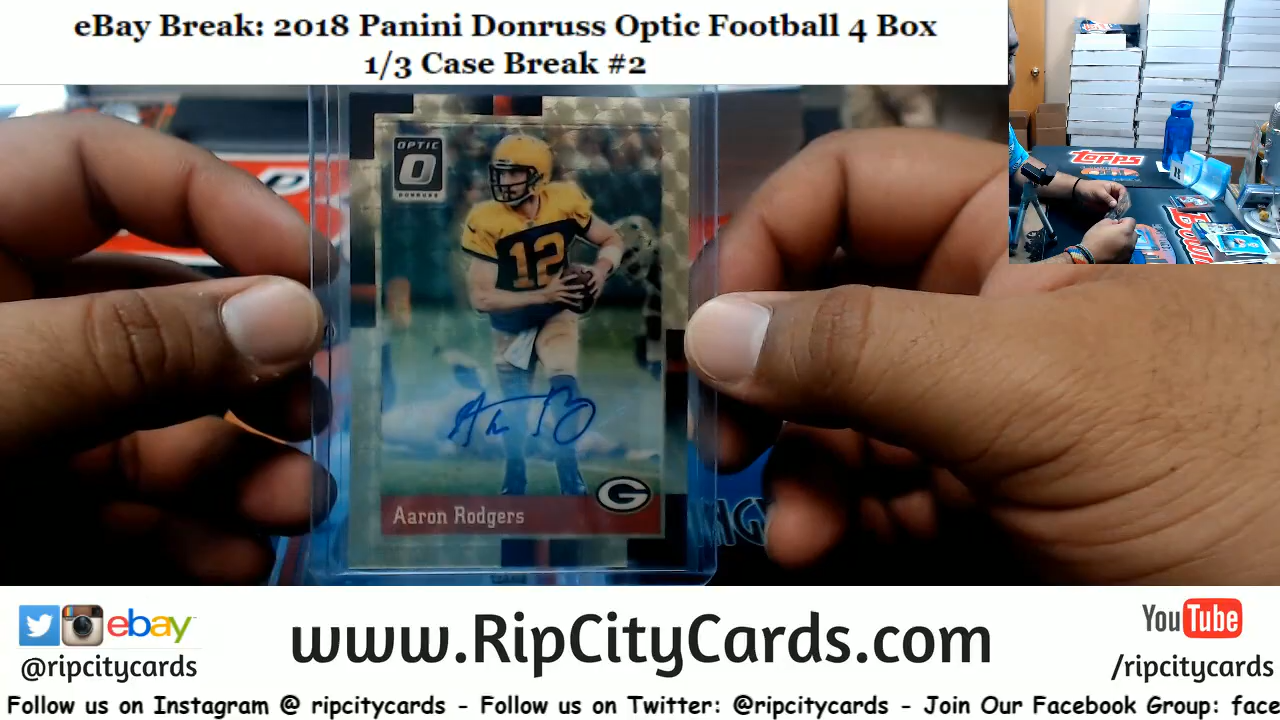 eBay Break: 2018 Panini Donruss Optic Football 4 Box
1/3 Case Break #2
OPTIC
DONRUSS
12
Aaron Rodgers
G
topps
ebay
@ripcitycards
www.RipCityCards.com
YouTube
/ripcitycards
Follow us on Instagram @ ripcitycards - Follow us on Twitter: @ripcitycards - Join Our Facebook Group: face